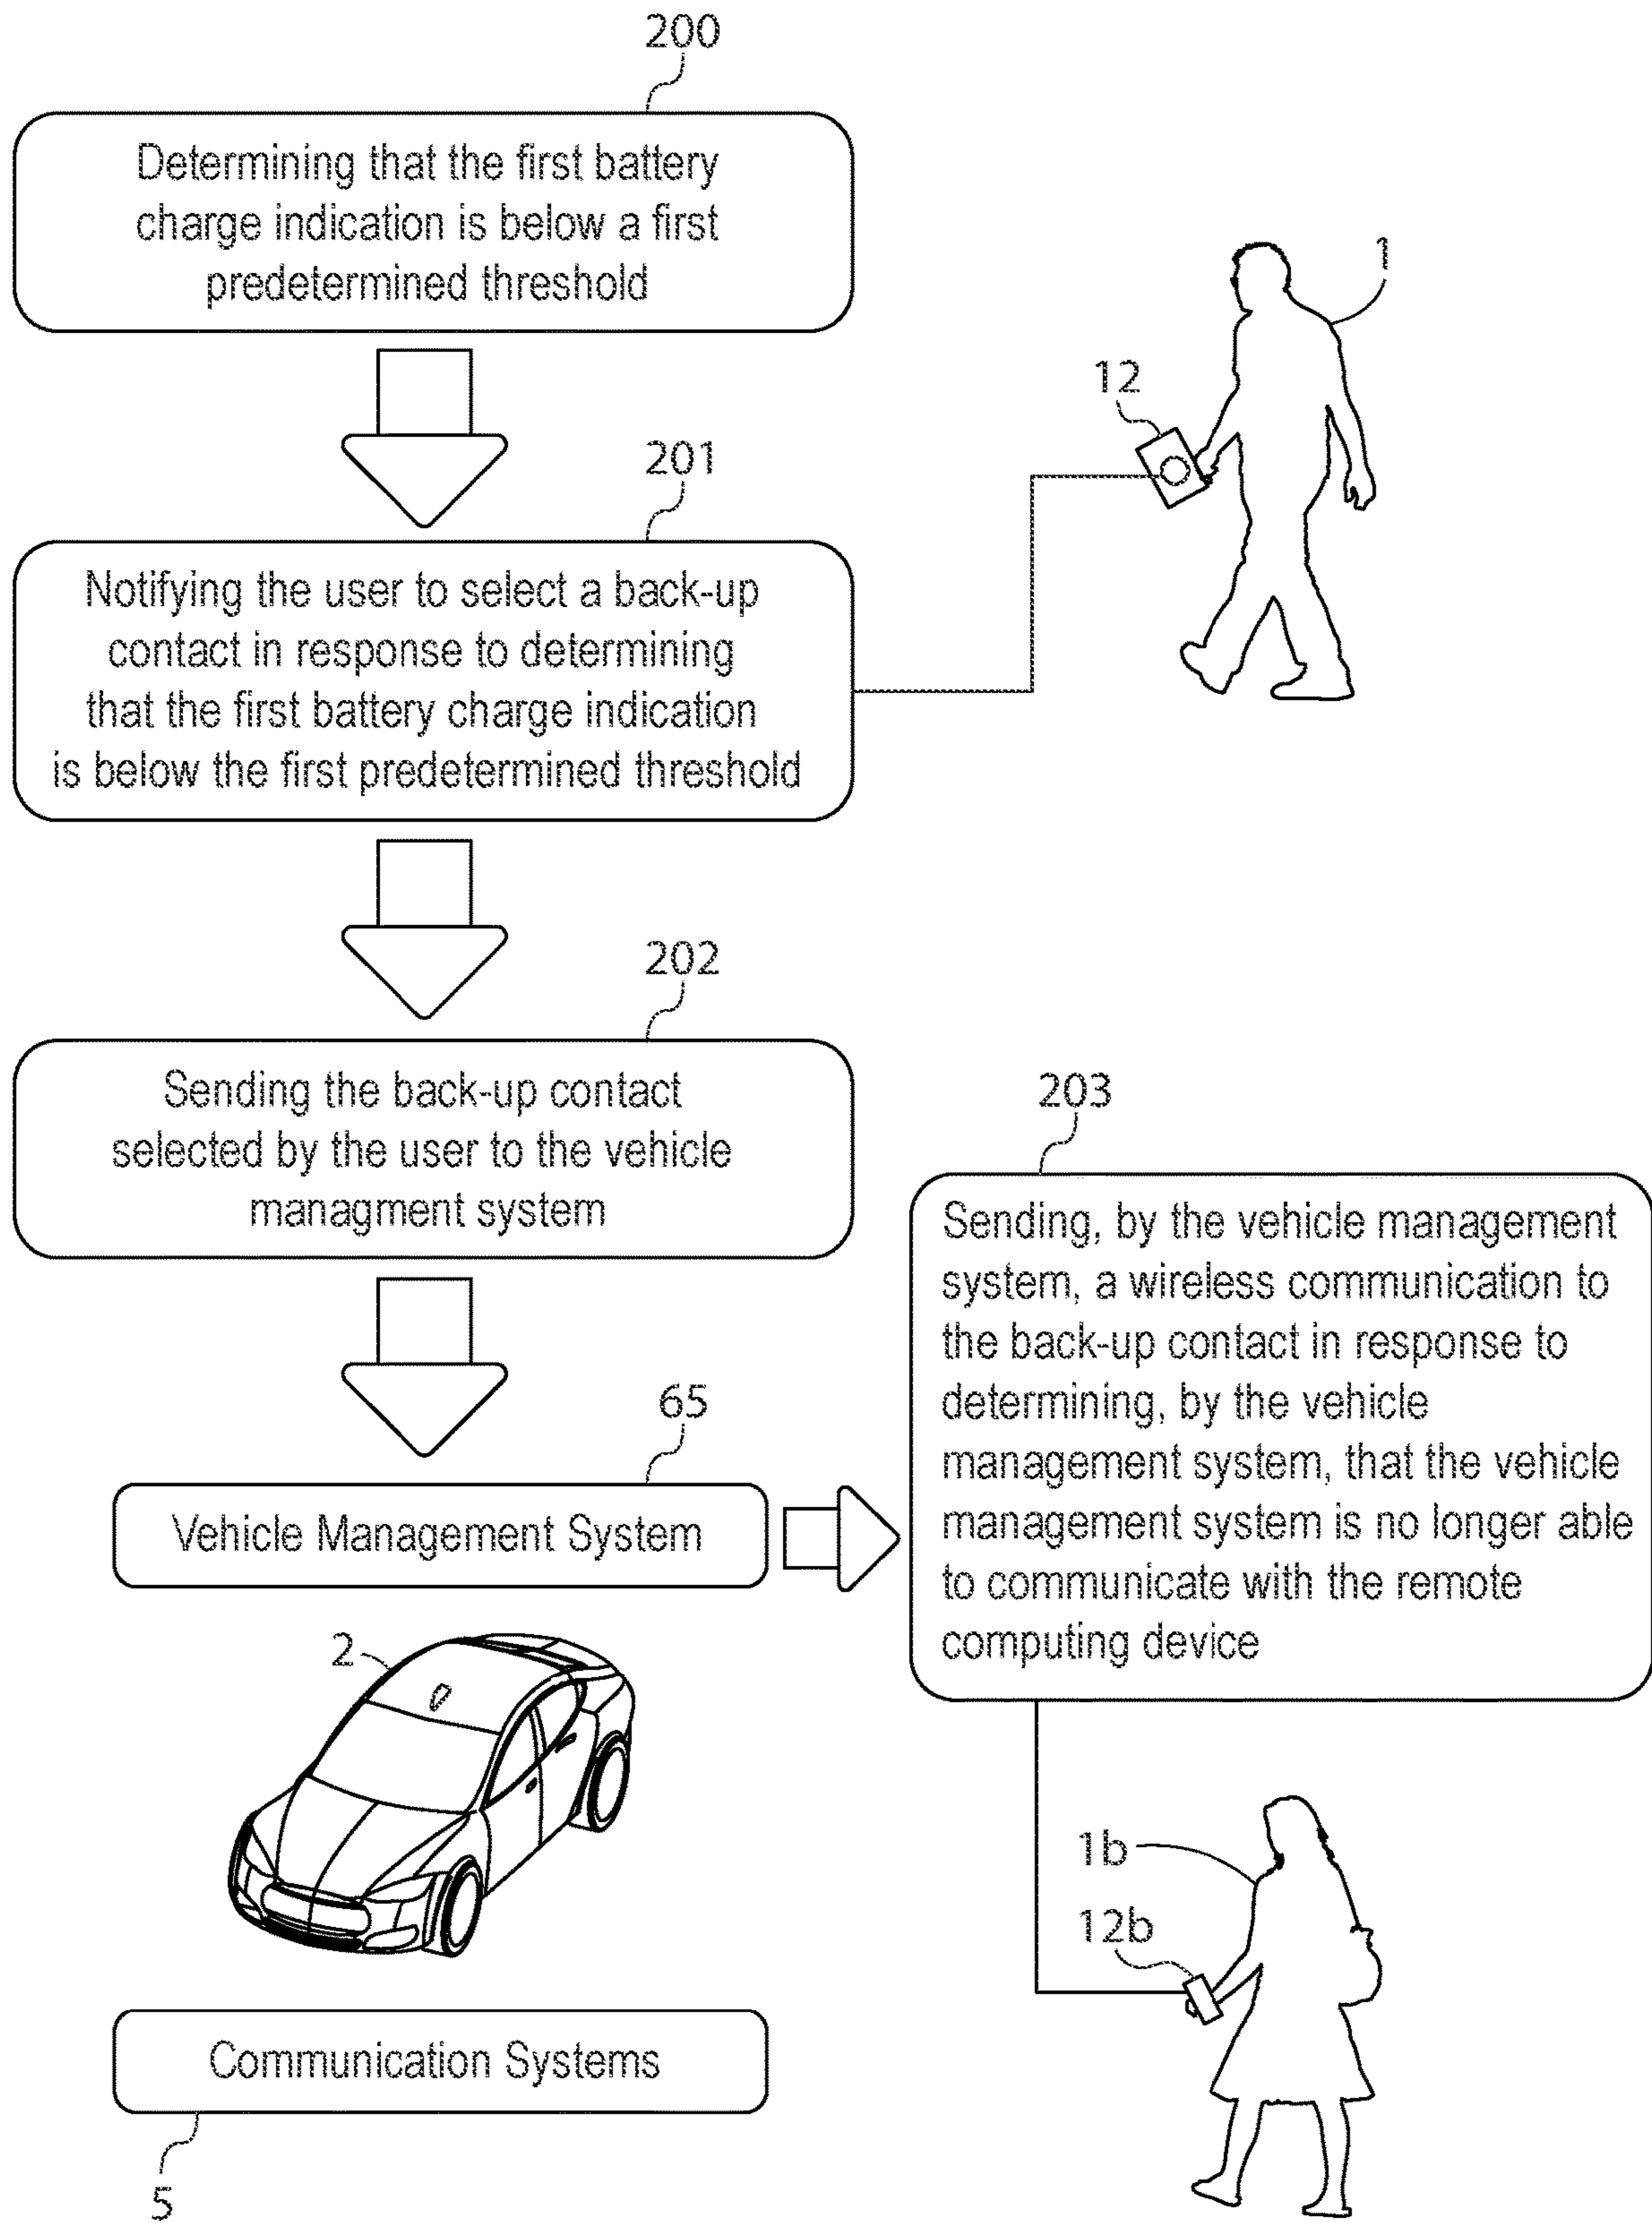 200
Determining that the first battery
charge indication is below a first
predetermined threshold
1
12
201
Notifying the user to select a back-up
contact in response to determining
that the first battery charge indication
is below the first predetermined threshold
202
Sending the back-up contact
selected by the user to the vehicle
managment system
203
Sending, by the vehicle management
system, a wireless communication to
the back-up contact in response to
determining, by the vehicle
management system, that the vehicle
management system is no longer able
to communicate with the remote
computing device
65
Vehicle Management System
2
1b
12b
Communication Systems
5